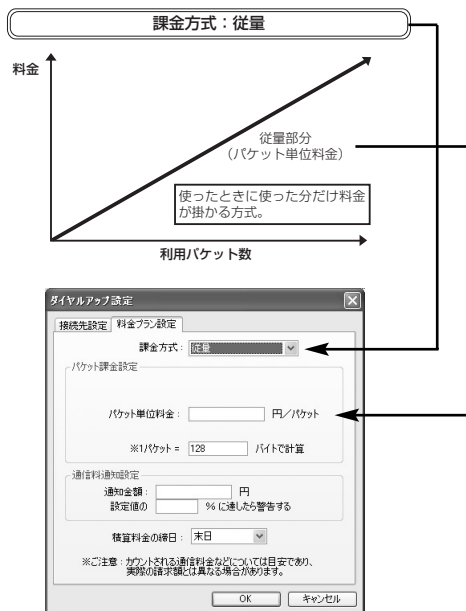 課金方式：従量
料金
従量部分
（パケット単位料金）
使ったときに使った分だけ料金
が掛かる方式。
利用パケット数
ダイヤルアップ設定
接続先設定 料金プラン設定
課金方式： 従量
パケット課金設定
パケット単位料金： 円／パケット
※1パケット＝ 128 バイトで計算
通信料通知設定
通知金額： 円
設定値の %に達したら警告する
積算料金の締日： 末日
※ご注意：カウントされる通信料金などについては目安であり、
実際の請求額とは異なる場合があります。
OK キャンセル